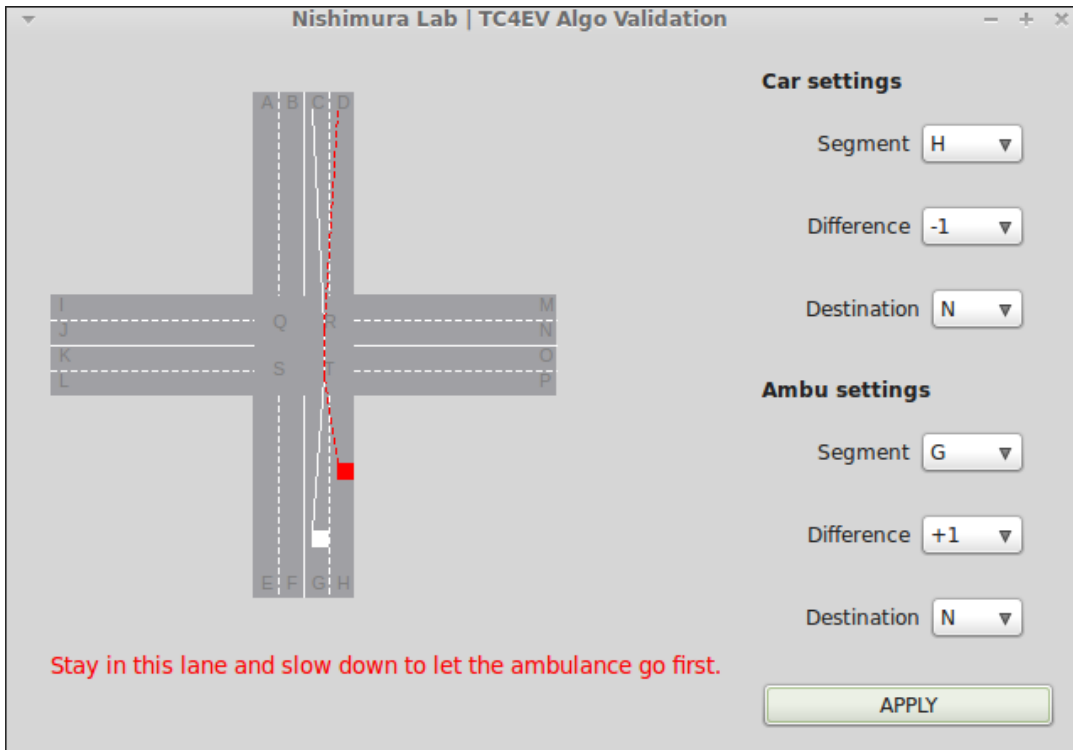 Nishimura Lab | TC4EV Algo Validation
A B C D
I
J
K
L
Q R
S T
M
N
O
P
E F G H
Stay in this lane and slow down to let the ambulance go first.
Car settings
Segment H
Difference -1
Destination N
Ambu settings
Segment G
Difference +1
Destination N
APPLY